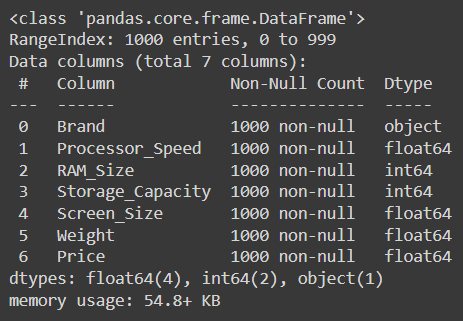 <class 'pandas.core.frame.DataFrame'>
RangeIndex: 1000 entries, 0 to 999
Data columns (total 7 columns):
 #   Column            Non-Null Count  Dtype
---  ------            --------------  -----
 0   Brand             1000 non-null   object
 1   Processor_Speed   1000 non-null   float64
 2   RAM_Size          1000 non-null   int64
 3   Storage_Capacity  1000 non-null   int64
 4   Screen_Size       1000 non-null   float64
 5   Weight            1000 non-null   float64
 6   Price             1000 non-null   float64
dtypes: float64(4), int64(2), object(1)
memory usage: 54.8+ KB